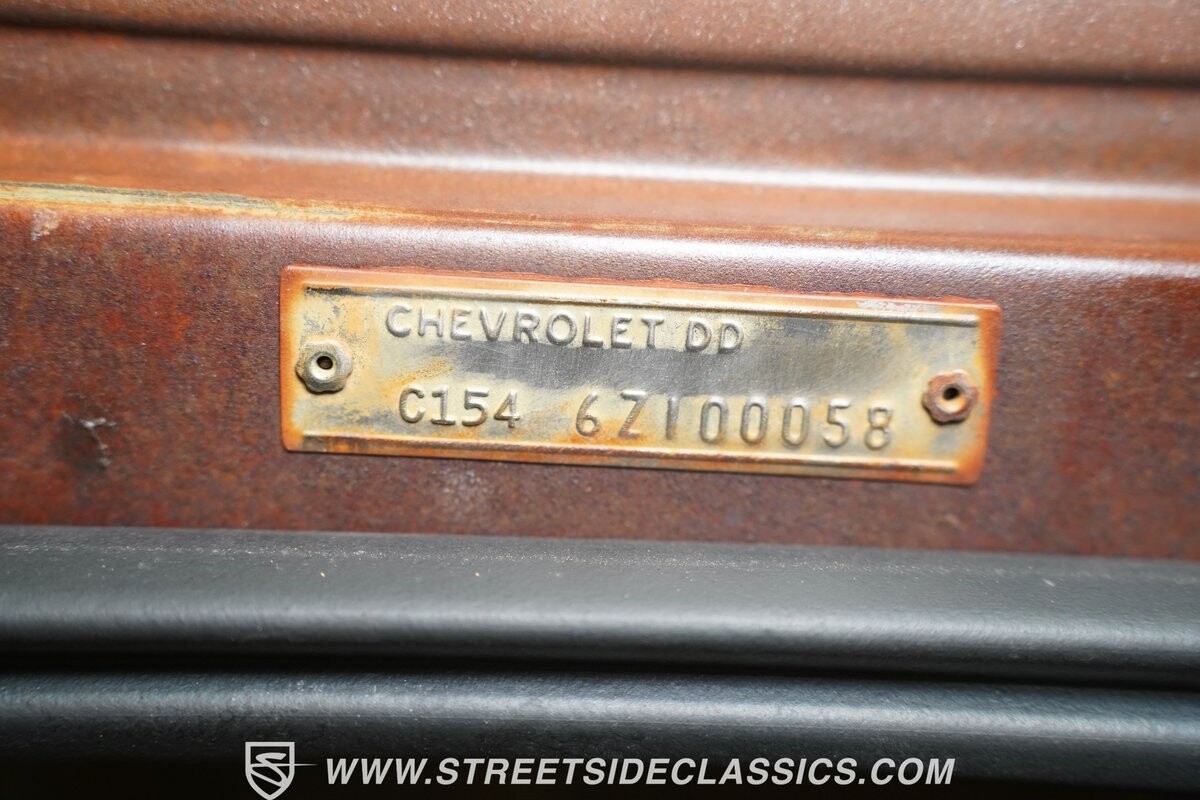 CHEVROLET DD
C154 6Z100058
WWW.STREETSIDECLASSICS.COM